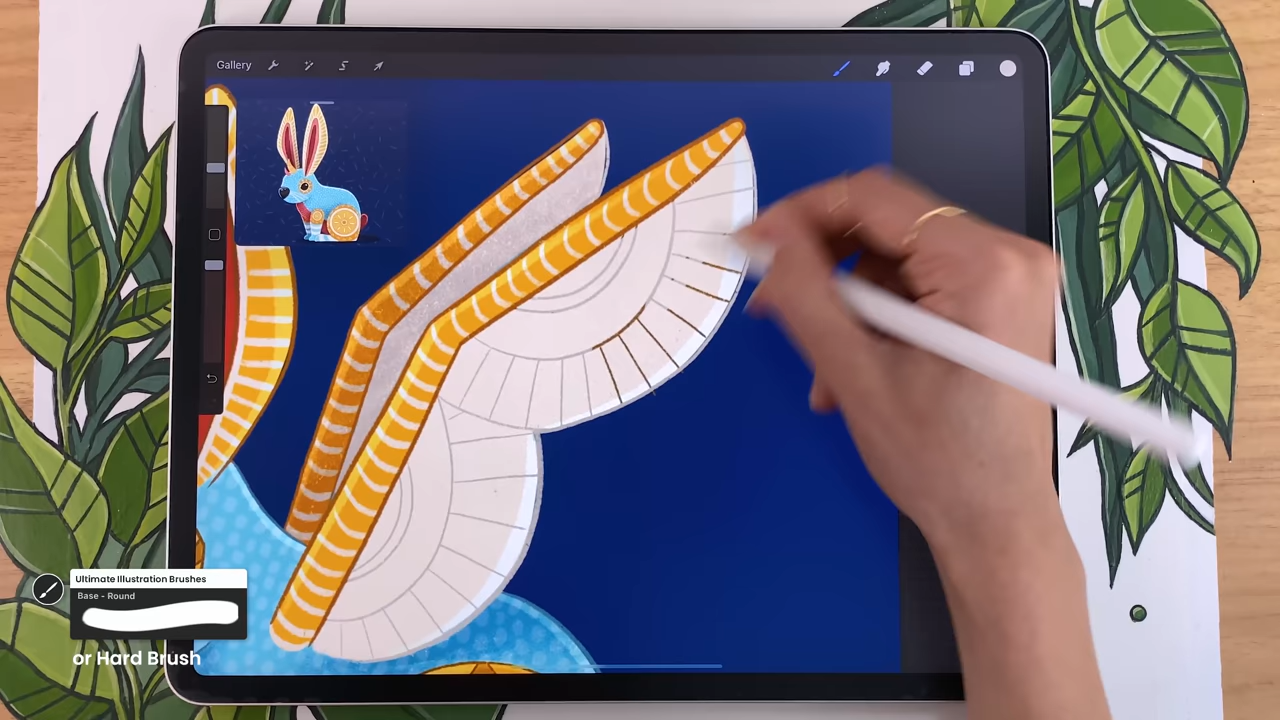 Gallery
Ultimate Illustration Brushes
Base - Round
or Hard Brush